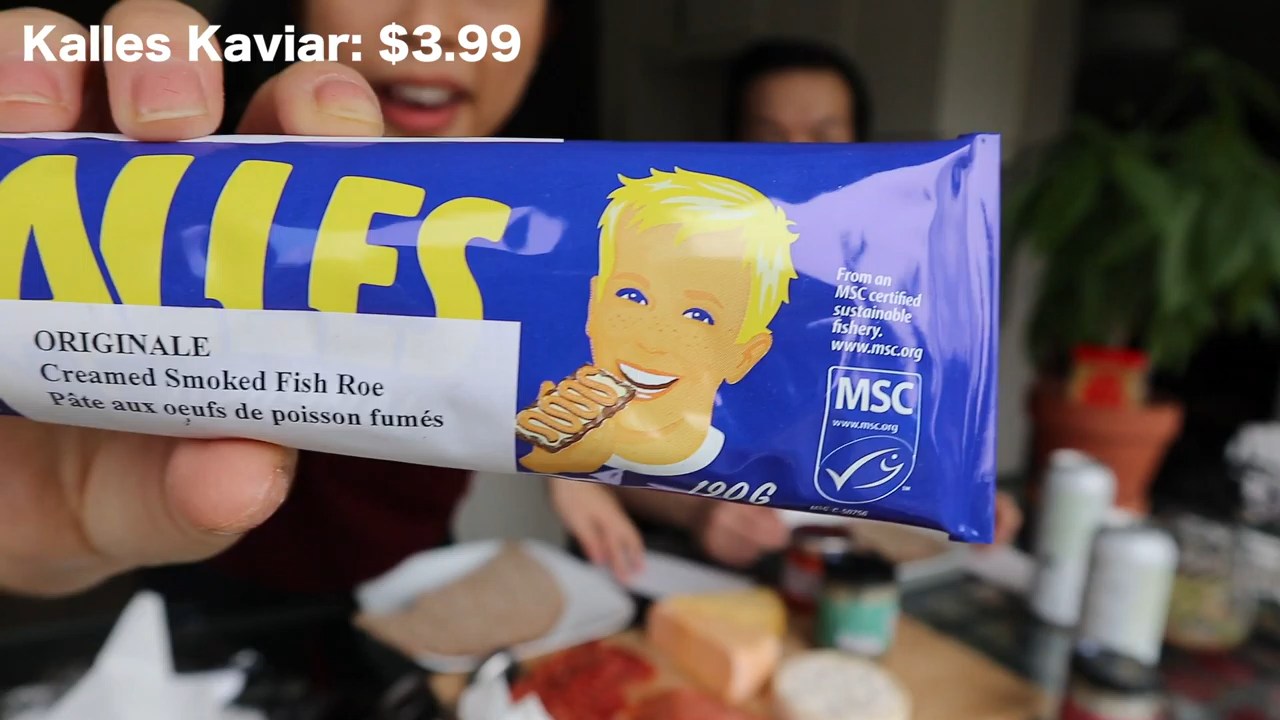 Kalles Kaviar: $3.99
ALLES
ORIGINALE
Creamed Smoked Fish Roe
Pâte aux oeufs de poisson fumés
From an
MSC certified
sustainable
fishery.
www.msc.org
MSC
www.msc.org
190G